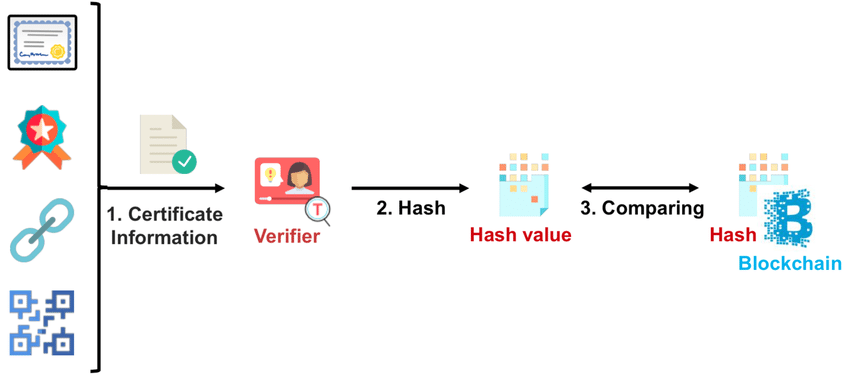 1. Certificate
Information
Verifier
T
2. Hash
Hash value
3. Comparing
Hash
Blockchain